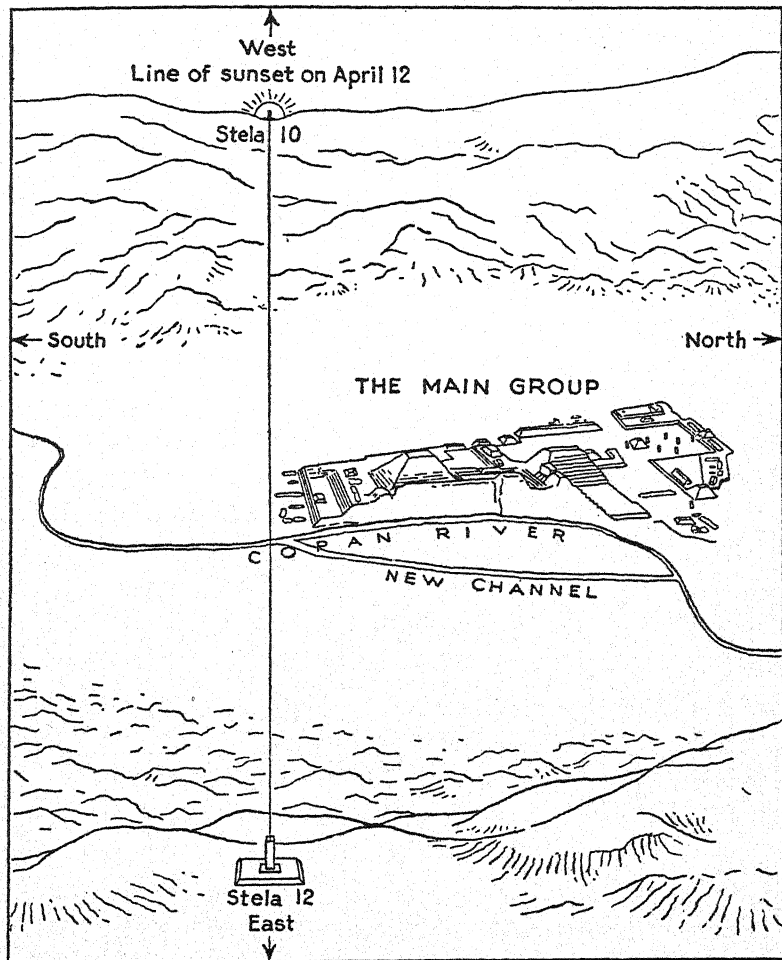 West
Line of sunset on April 12
Stela 10
South
North
THE MAIN GROUP
COPAN RIVER
NEW CHANNEL
Stela 12
East